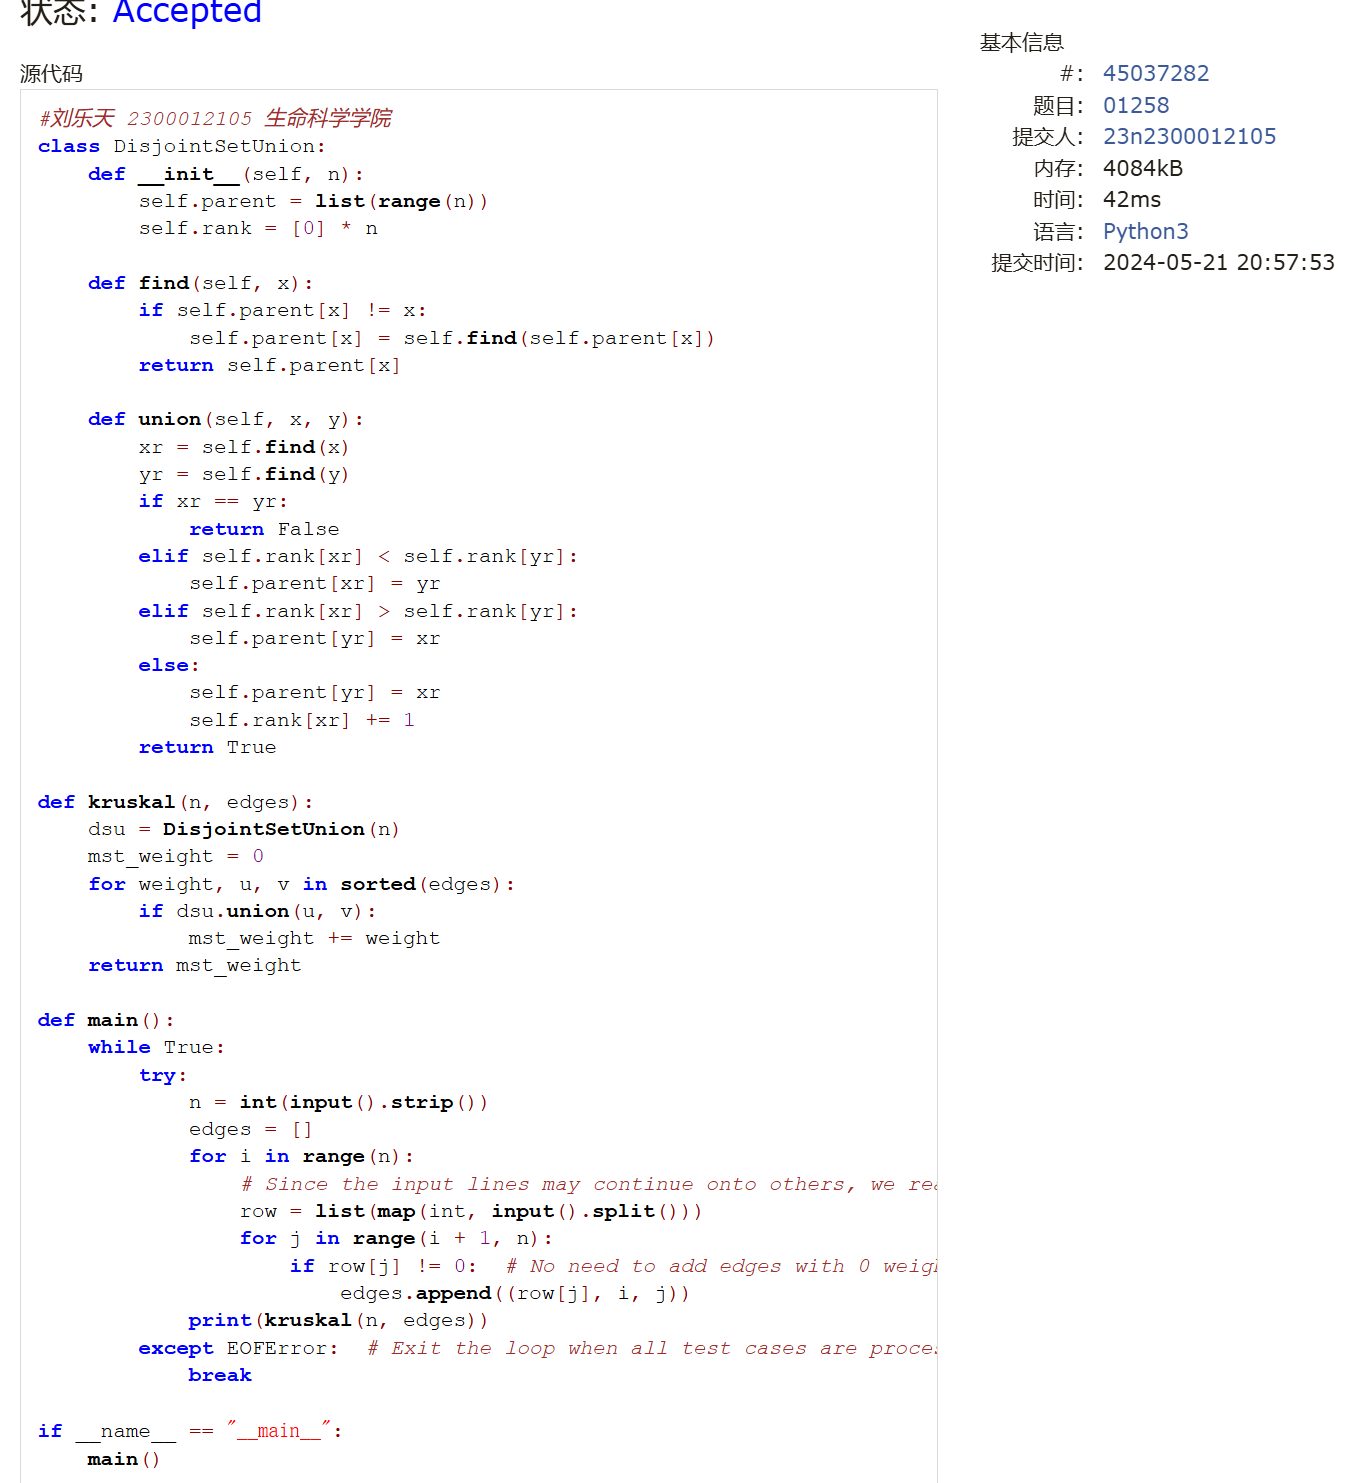 状态: Accepted
源代码
#刘乐天 2300012105 生命科学学院
class DisjointSetUnion:
    def __init__(self, n):
        self.parent = list(range(n))
        self.rank = [0] * n
    def find(self, x):
        if self.parent[x] != x:
            self.parent[x] = self.find(self.parent[x])
        return self.parent[x]
    def union(self, x, y):
        xr = self.find(x)
        yr = self.find(y)
        if xr == yr:
            return False
        elif self.rank[xr] < self.rank[yr]:
            self.parent[xr] = yr
        elif self.rank[xr] > self.rank[yr]:
            self.parent[yr] = xr
        else:
            self.parent[yr] = xr
            self.rank[xr] += 1
        return True
def kruskal(n, edges):
    dsu = DisjointSetUnion(n)
    mst_weight = 0
    for weight, u, v in sorted(edges):
        if dsu.union(u, v):
            mst_weight += weight
    return mst_weight
def main():
    while True:
        try:
            n = int(input().strip())
            edges = []
            for i in range(n):
                # Since the input lines may continue onto others, we
                row = list(map(int, input().split()))
                for j in range(i + 1, n):
                    if row[j] != 0:  # No need to add edges with 0
                        edges.append((row[j], i, j))
            print(kruskal(n, edges))
        except EOFError:  # Exit the loop when all test cases are
            break
if __name__ == "__main__":
    main()
基本信息
#: 45037282
题目: 01258
提交人: 23n2300012105
内存: 4084kB
时间: 42ms
语言: Python3
提交时间: 2024-05-21 20:57:53